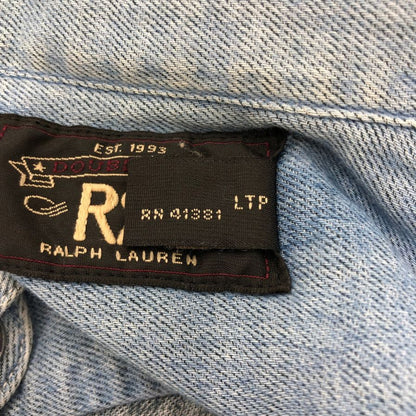 EST. 1993
LTP
RN 41381
RALPH LAUREN